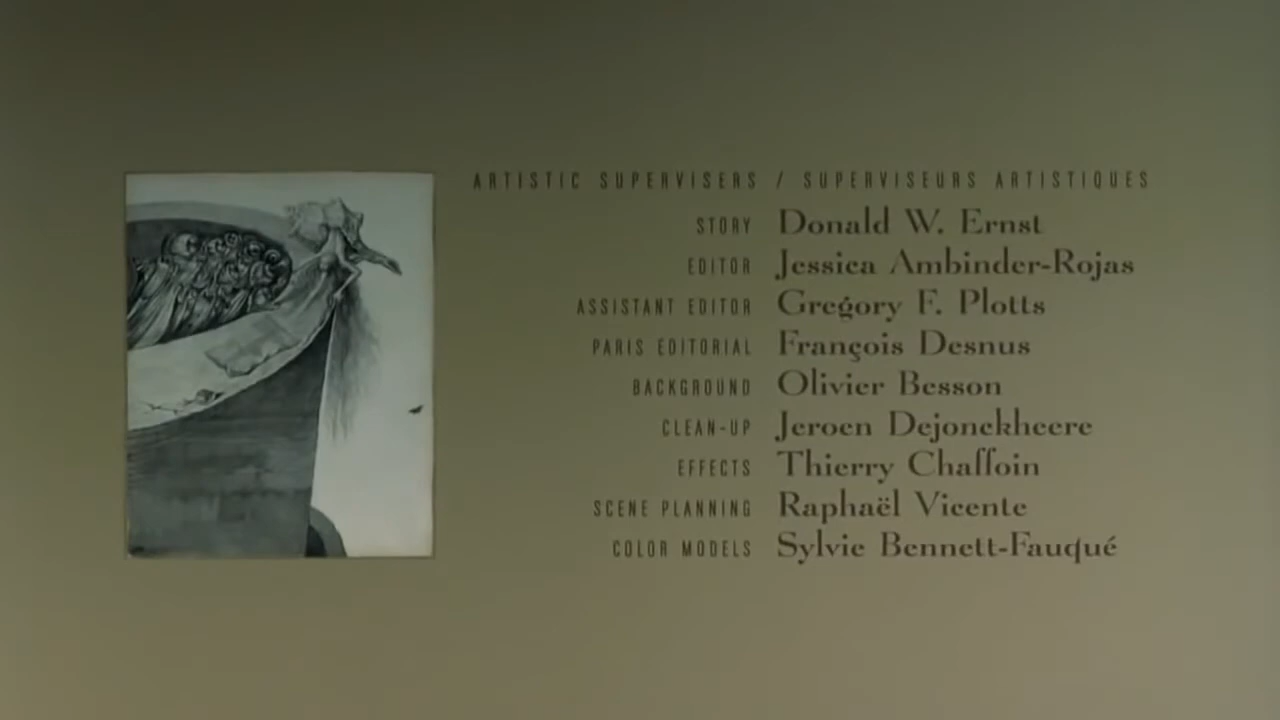 ARTISTIC SUPERVISERS / SUPERVISEURS ARTISTIQUES
STORY Donald W. Ernst
EDITOR Jessica Ambinder-Rojas
ASSISTANT EDITOR Gregory F. Plotts
PARIS EDITORIAL François Desnus
BACKGROUND Olivier Besson
CLEAN-UP Jeroen Dejonckheere
EFFECTS Thierry Chaffoin
SCENE PLANNING Raphaël Vicente
COLOR MODELS Sylvie Bennett-Fauqué